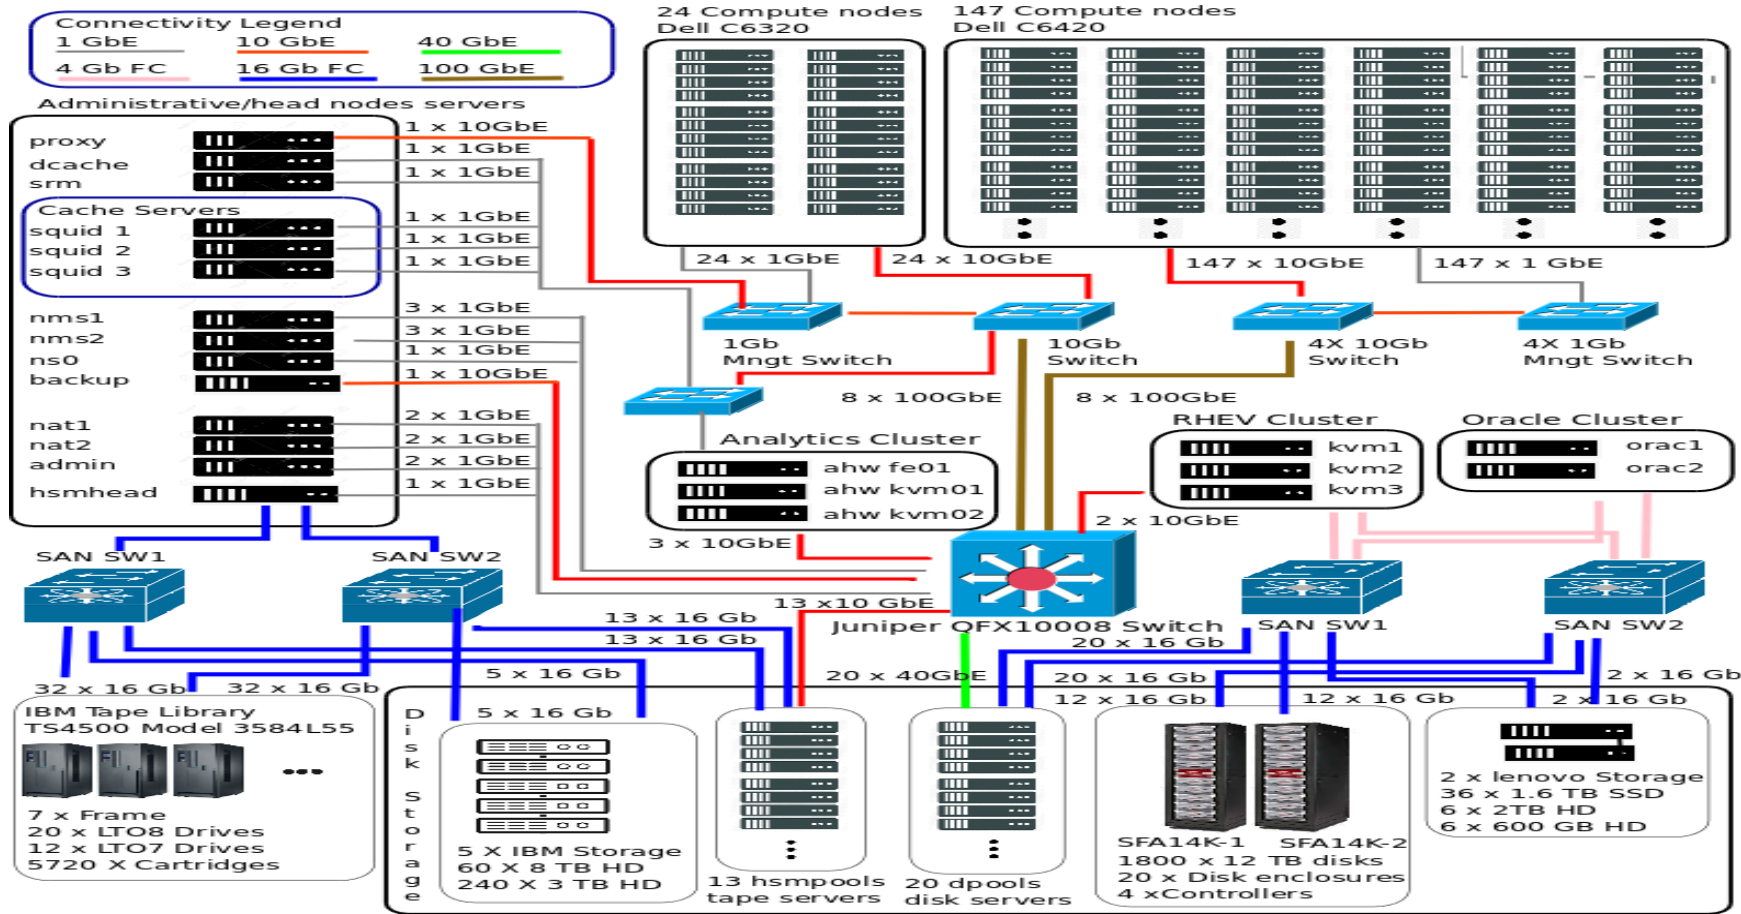 Connectivity Legend
1 GbE
10 GbE
40 GbE
4 Gb FC
16 Gb FC
100 GbE
24 Compute nodes
Dell C6320
147 Compute nodes
Dell C6420
Administrative/head nodes servers
proxy
1 x 10GbE
dcache
1 x 1GbE
srm
1 x 1GbE
Cache Servers
squid 1
1 x 1GbE
squid 2
1 x 1GbE
squid 3
1 x 1GbE
nms1
3 x 1GbE
nms2
3 x 1GbE
ns0
1 x 1GbE
backup
1 x 10GbE
nat1
2 x 1GbE
nat2
2 x 1GbE
admin
2 x 1GbE
hsmhead
1 x 1GbE
24 x 1GbE
24 x 10GbE
147 x 10GbE
147 x 1 GbE
1Gb
Mngt Switch
10Gb
Switch
4X 10Gb
Switch
4X 1Gb
Mngt Switch
8 x 100GbE
8 x 100GbE
Analytics Cluster
ahw fe01
ahw kvm01
ahw kvm02
RHEV Cluster
kvm1
kvm2
kvm3
Oracle Cluster
orac1
orac2
3 x 10GbE
2 x 10GbE
SAN SW1
SAN SW2
13 x10 GbE
Juniper QFX10008 Switch
SAN SW1
SAN SW2
13 x 16 Gb
13 x 16 Gb
20 x 16 Gb
5 x 16 Gb
20 x 40GbE
20 x 16 Gb
2 x 16 Gb
32 x 16 Gb
32 x 16 Gb
12 x 16 Gb
12 x 16 Gb
2 x 16 Gb
IBM Tape Library
TS4500 Model 3584L55
7 x Frame
20 x LTO8 Drives
12 x LTO7 Drives
5720 X Cartridges
Disk Storage
5 x 16 Gb
5 X IBM Storage
60 X 8 TB HD
240 X 3 TB HD
13 hsmpools
tape servers
20 dpools
disk servers
SFA14K-1
SFA14K-2
1800 x 12 TB disks
20 x Disk enclosures
4 xControllers
2 x lenovo Storage
36 x 1.6 TB SSD
6 x 2TB HD
6 x 600 GB HD